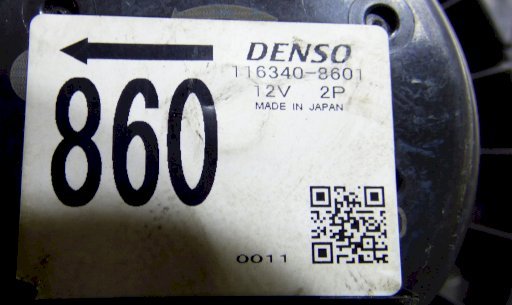 DENSO
116340-8601
12V 2P
MADE IN JAPAN
860
0011